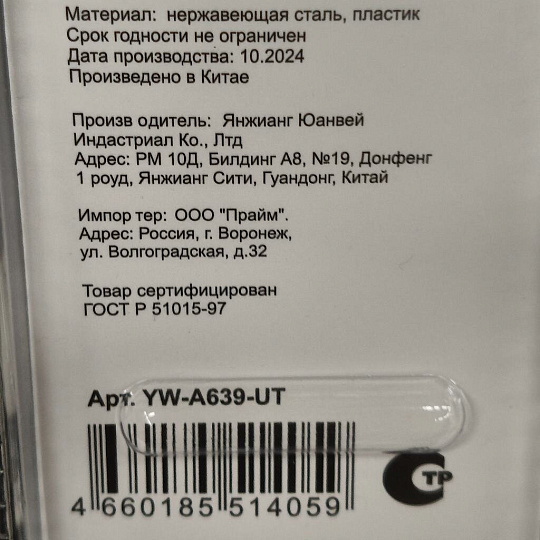 Материал: нержавеющая сталь, пластик
Срок годности не ограничен
Дата производства: 10.2024
Произведено в Китае
Произв одитель: Янжианг Юанвей
Индастриал Ко., Лтд
Адрес: РМ 10Д, Билдинг А8, №19, Донфенг
1 роуд, Янжианг Сити, Гуандонг, Китай
Импор тер: ООО "Прайм".
Адрес: Россия, г. Воронеж,
ул. Волгоградская, д.32
Товар сертифицирован
ГОСТ Р 51015-97
Арт. YW-A639-UT
4 660185 514059
СТР